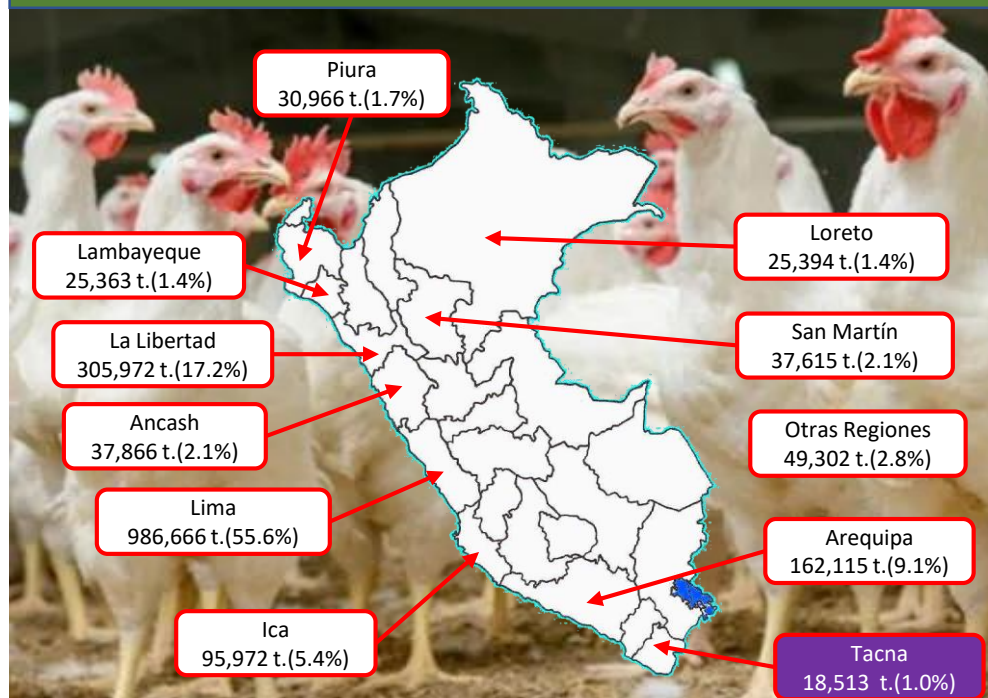 Piura
30,966 t.(1.7%)
Lambayeque
25,363 t.(1.4%)
La Libertad
305,972 t.(17.2%)
Ancash
37,866 t.(2.1%)
Lima
986,666 t.(55.6%)
Ica
95,972 t.(5.4%)
Loreto
25,394 t.(1.4%)
San Martín
37,615 t.(2.1%)
Otras Regiones
49,302 t.(2.8%)
Arequipa
162,115 t.(9.1%)
Tacna
18,513 t.(1.0%)